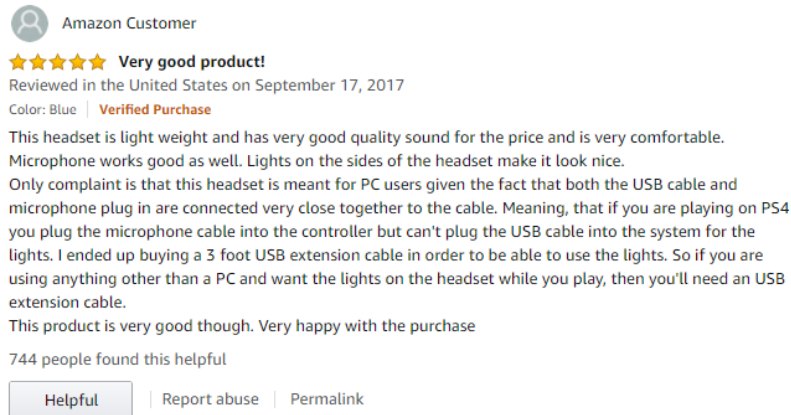 Amazon Customer
Very good product!
Reviewed in the United States on September 17, 2017
Color: Blue | Verified Purchase
This headset is light weight and has very good quality sound for the price and is very comfortable.
Microphone works good as well. Lights on the sides of the headset make it look nice.
Only complaint is that this headset is meant for PC users given the fact that both the USB cable and
microphone plug in are connected very close together to the cable. Meaning, that if you are playing on PS4
you plug the microphone cable into the controller but can't plug the USB cable into the system for the
lights. I ended up buying a 3 foot USB extension cable in order to be able to use the lights. So if you are
using anything other than a PC and want the lights on the headset while you play, then you'll need an USB
extension cable.
This product is very good though. Very happy with the purchase
744 people found this helpful
Helpful | Report abuse | Permalink